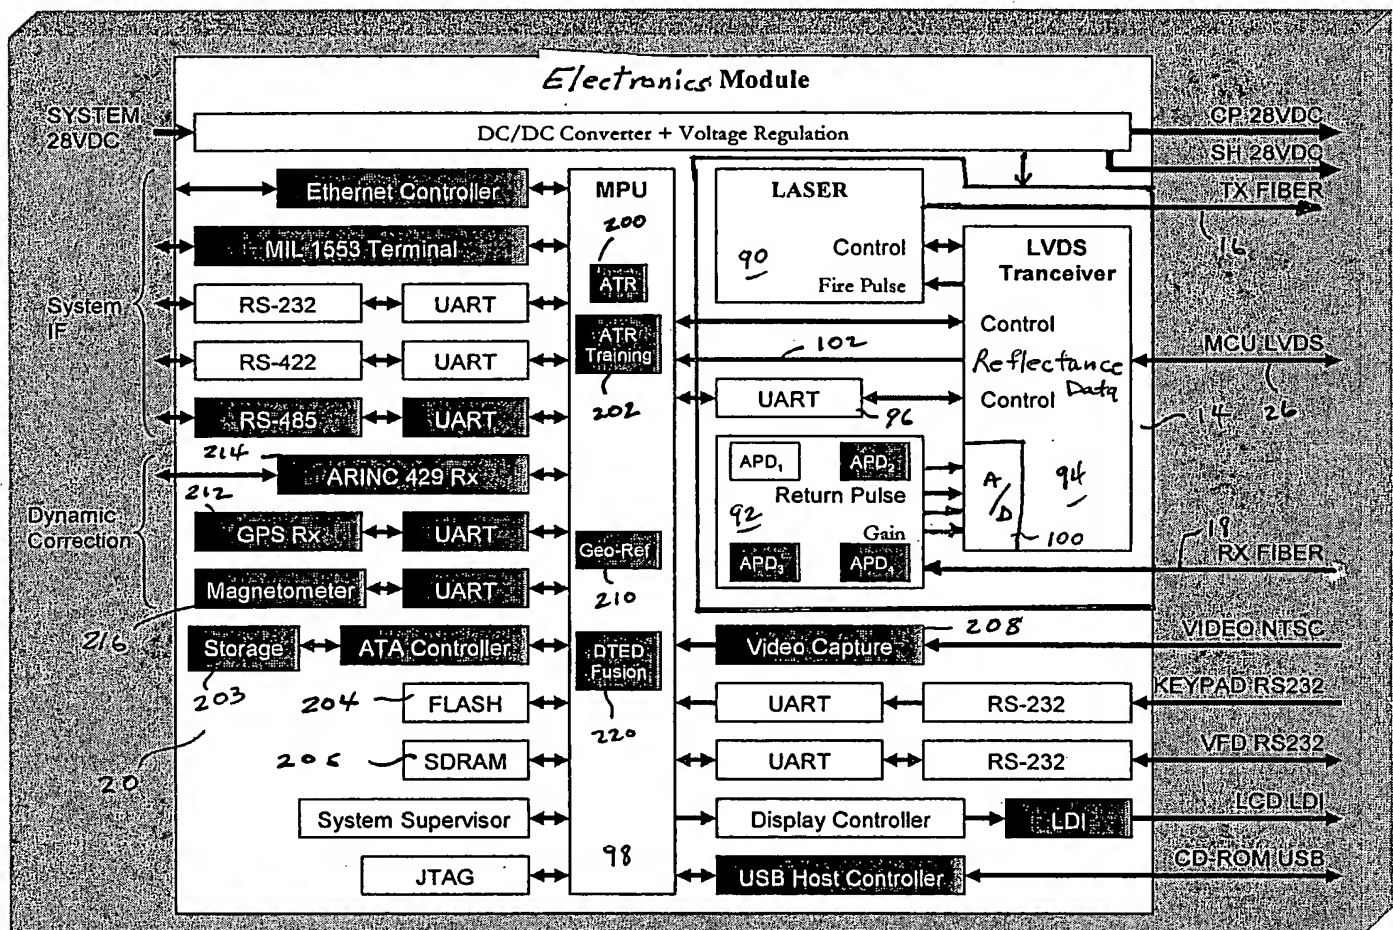 Electronics Module
SYSTEM
28VDC
DC/DC Converter + Voltage Regulation
CP 28VDC
SH 28VDC
TX FIBER
16
System
IF
Ethernet Controller
MIL 1553 Terminal
RS-232
UART
RS-422
UART
RS-485
UART
Dynamic
Correction
214
ARINC 429 Rx
212
GPS Rx
UART
Magnetometer
UART
216
Storage
ATA Controller
203
204
FLASH
20
206
SDRAM
System Supervisor
JTAG
MPU
200
ATR
ATR
Training
202
Geo-Ref
210
DTED
Fusion
220
98
LASER
90
Control
Fire Pulse
LVDS
Tranceiver
Control
102
Reflectance
Data
Control
UART
96
APD1
APD2
Return Pulse
92
Gain
APD3
APD4
A/D
94
100
MCU LVDS
26
14
18
RX FIBER
208
Video Capture
VIDEO NTSC
UART
RS-232
KEYPAD RS232
UART
RS-232
VFD RS232
Display Controller
LDI
LCD LDI
USB Host Controller
CD-ROM USB